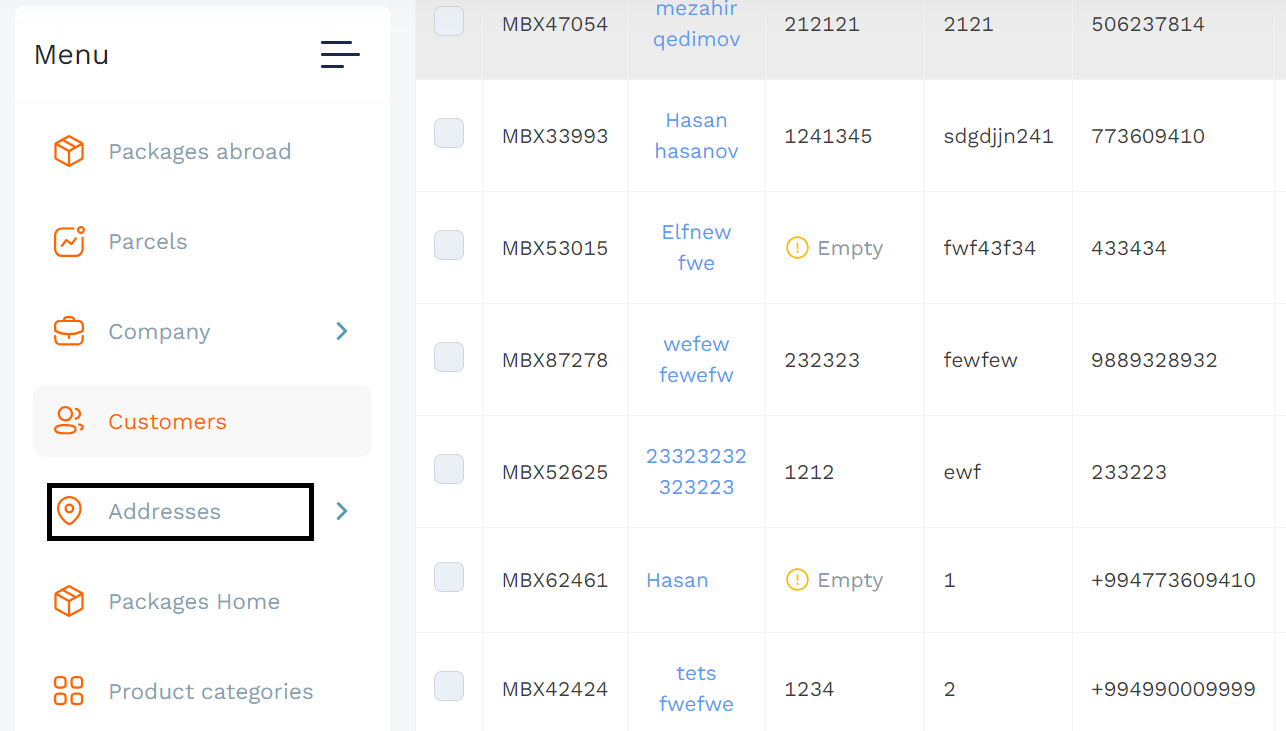 Menu
Packages abroad
Parcels
Company
Customers
Addresses
Packages Home
Product categories
MBX47054 mezahir qedimov 212121 2121 506237814
MBX33993 Hasan hasanov 1241345 sdgdjjn241 773609410
MBX53015 Elfnew fwe Empty fwf43f34 433434
MBX87278 wefew fewefw 232323 fewfew 9889328932
MBX52625 23323232 323223 1212 ewf 233223
MBX62461 Hasan Empty 1 +994773609410
MBX42424 tets fwefwe 1234 2 +994990009999